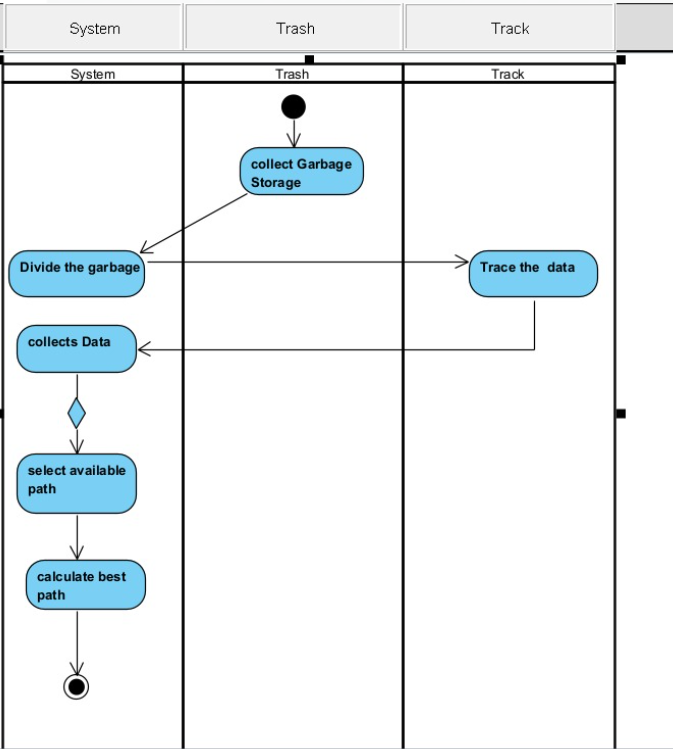 System Trash Track
System Trash Track
collect Garbage
Storage
Divide the garbage
Trace the data
collects Data
select available
path
calculate best
path